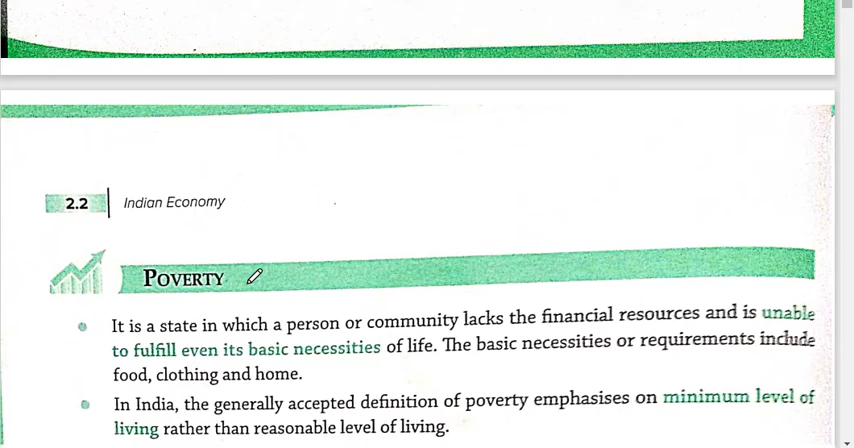 2.2 Indian Economy
POVERTY
It is a state in which a person or community lacks the financial resources and is unable
to fulfill even its basic necessities of life. The basic necessities or requirements include
food, clothing and home.
In India, the generally accepted definition of poverty emphasises on minimum level of
living rather than reasonable level of living.